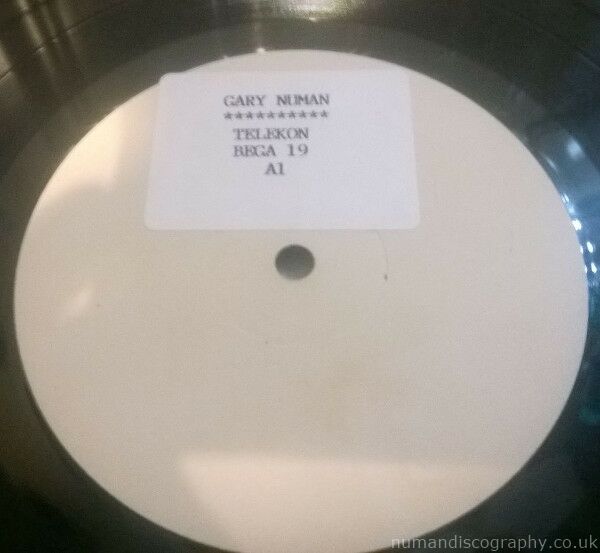 GARY NUMAN
**********
TELEKON
BEGA 19
A1
numandiscography.co.uk